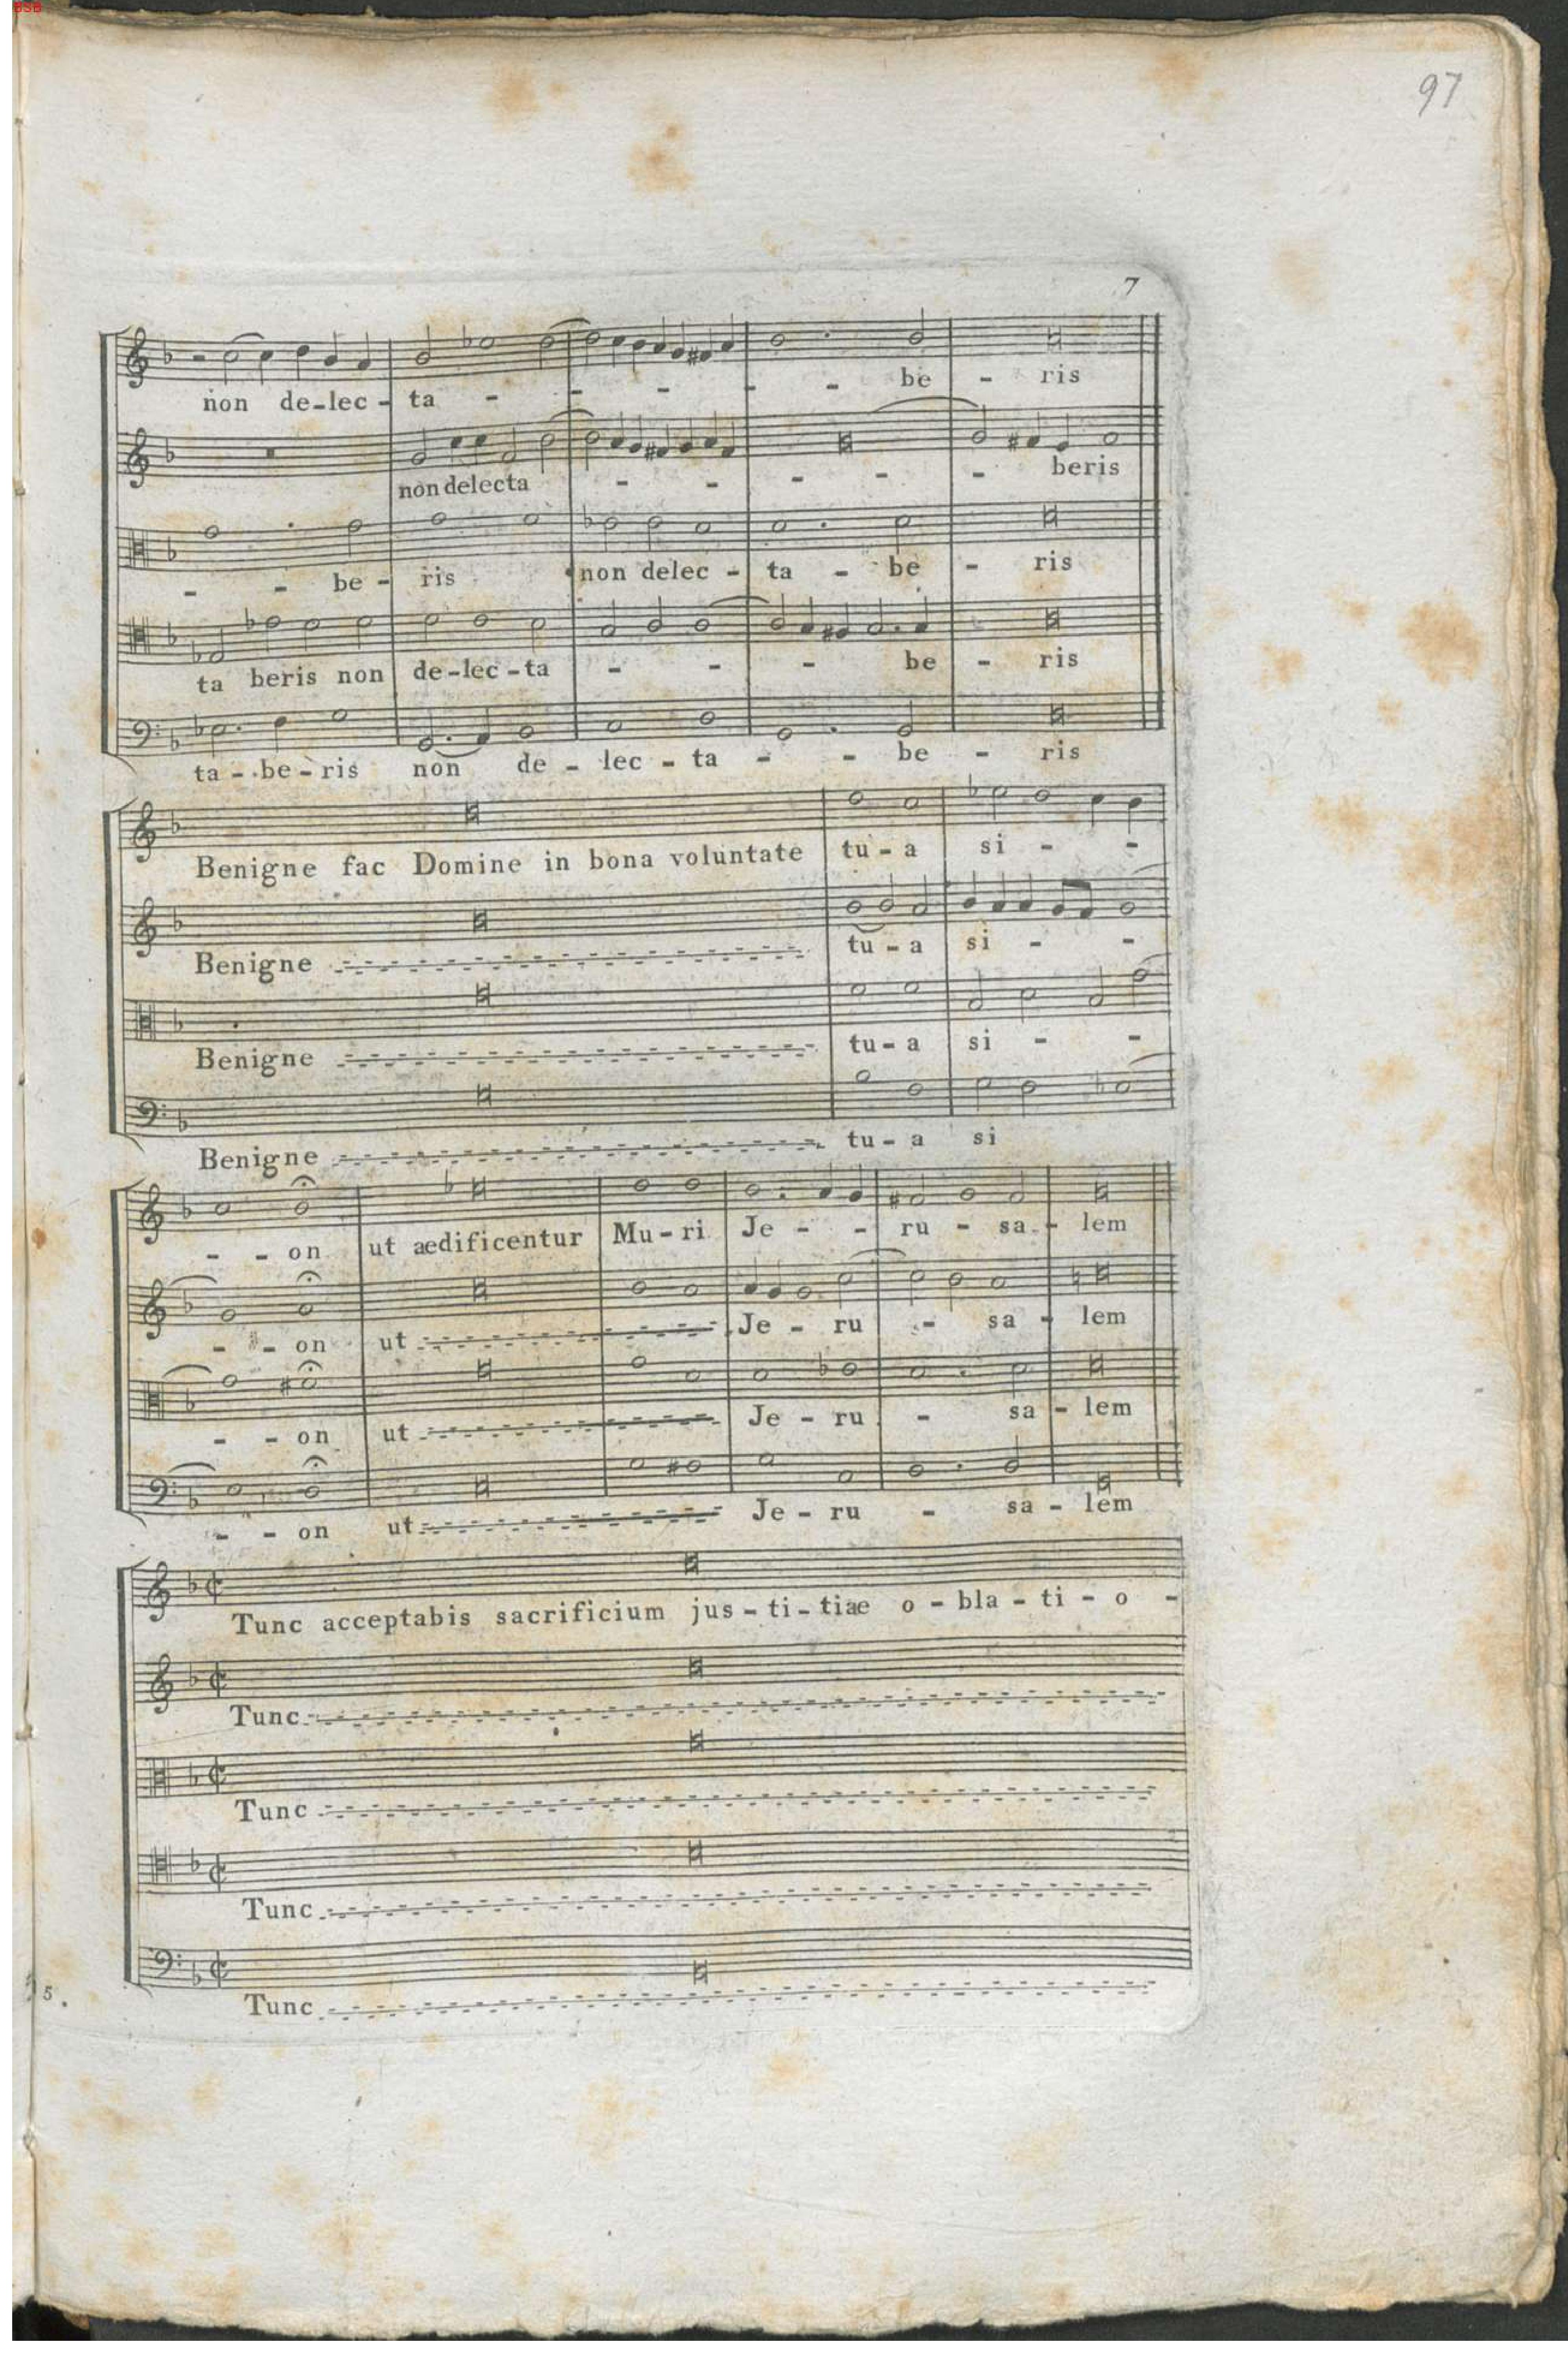 BSB
97
7
non de-lec - ta - - - - - be - ris
non delecta - - - - - beris
- - be - ris non delec - ta - be - ris
ta beris non de-lec-ta - - - be - ris
ta - be - ris non de - lec - ta - - be - ris
Benigne fac Domine in bona voluntate tu - a si - -
Benigne tu - a si - -
Benigne tu - a si - -
Benigne tu - a si
- - on ut aedificentur Mu - ri Je - - ru - sa - lem
- - on ut Je - ru - sa - lem
- - on ut Je - ru - sa - lem
- - on ut Je - ru - sa - lem
Tunc acceptabis sacrificium jus - ti - tiae o - bla - ti - o -
Tunc
Tunc
Tunc
Tunc
5.